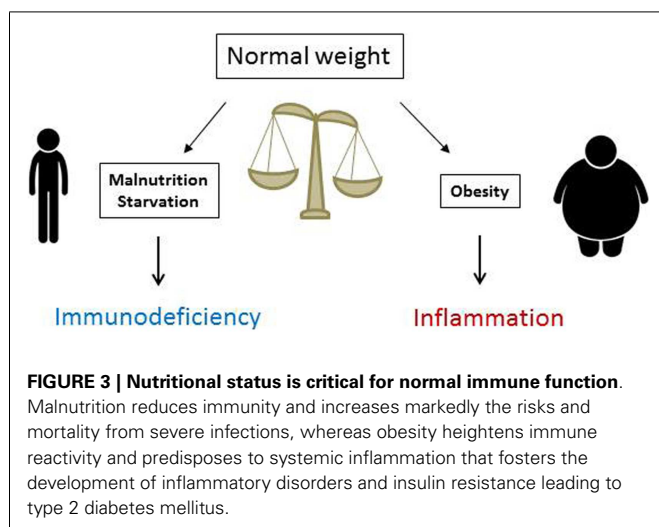 Normal weight
Malnutrition
Starvation
Obesity
Immunodeficiency
Inflammation
FIGURE 3 | Nutritional status is critical for normal immune function.
Malnutrition reduces immunity and increases markedly the risks and
mortality from severe infections, whereas obesity heightens immune
reactivity and predisposes to systemic inflammation that fosters the
development of inflammatory disorders and insulin resistance leading to
type 2 diabetes mellitus.